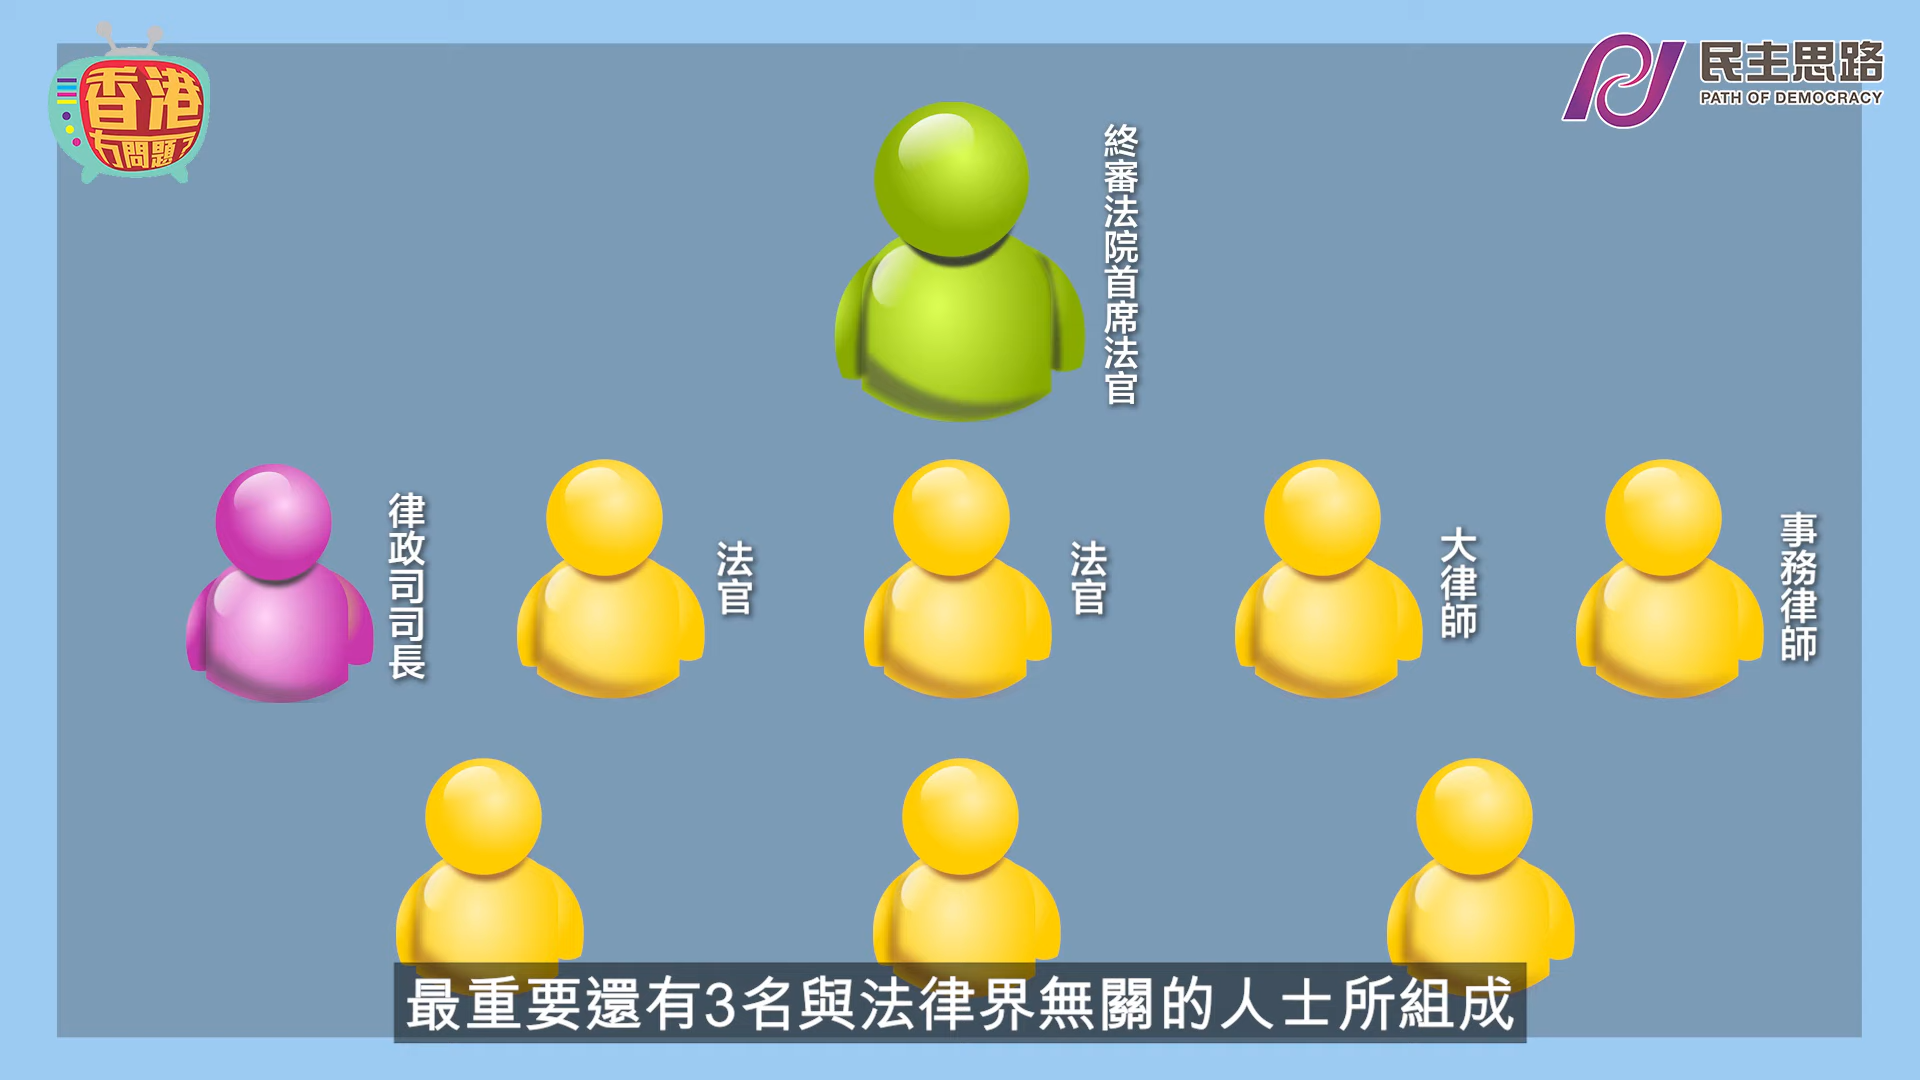 香港
冇問題?
民主思路
PATH OF DEMOCRACY
終審法院首席法官
律政司司長
法官
法官
大律師
事務律師
最重要還有3名與法律界無關的人士所組成